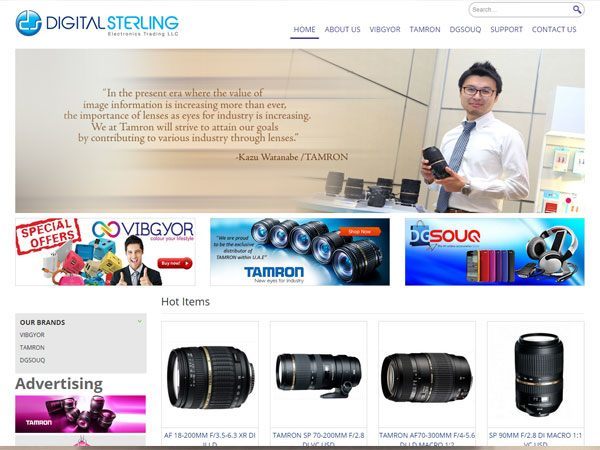 DIGITAL STERLING
Electronics Trading LLC
Search ...
HOME ABOUT US VIBGYOR TAMRON DGSOUQ SUPPORT CONTACT US
"In the present era where the value of
image information is increasing more than ever,
the importance of lenses as eyes for industry is increasing.
We at Tamron will strive to attain our goals
by contributing to various industry through lenses."
-Kazu Watanabe /TAMRON
SPECIAL
OFFERS
VIBGYOR
colour your lifestyle
Buy now!
"We are proud
to be the exclusive
distributor of
TAMRON within U.A.E"
Shop Now
TAMRON
New eyes for industry
DGSOUQ
Hot Items
OUR BRANDS
VIBGYOR
TAMRON
DGSOUQ
Advertising
TAMRON
AF 18-200MM F/3.5-6.3 XR DI
II LD
TAMRON SP 70-200MM F/2.8
DI VC USD
TAMRON AF70-300MM F/4-5.6
DI LD MACRO 1:2
SP 90MM F/2.8 DI MACRO 1:1
VC USD